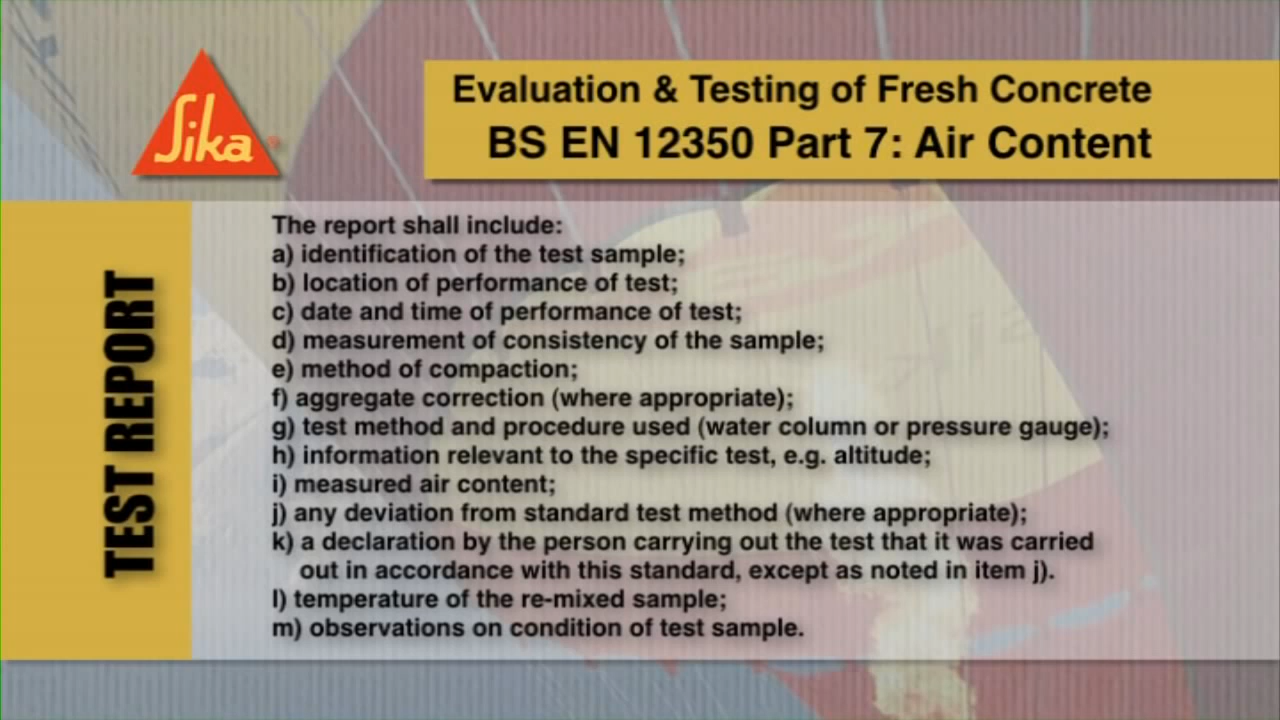 Sika
Evaluation & Testing of Fresh Concrete
BS EN 12350 Part 7: Air Content
TEST REPORT
The report shall include:
a) identification of the test sample;
b) location of performance of test;
c) date and time of performance of test;
d) measurement of consistency of the sample;
e) method of compaction;
f) aggregate correction (where appropriate);
g) test method and procedure used (water column or pressure gauge);
h) information relevant to the specific test, e.g. altitude;
i) measured air content;
j) any deviation from standard test method (where appropriate);
k) a declaration by the person carrying out the test that it was carried
out in accordance with this standard, except as noted in item j).
l) temperature of the re-mixed sample;
m) observations on condition of test sample.